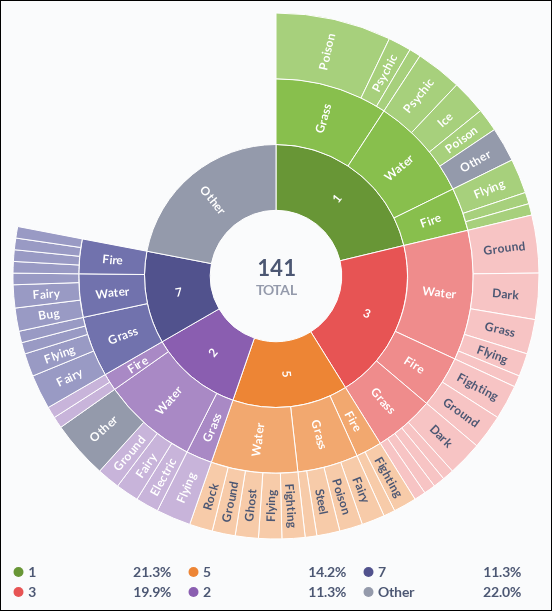 141
TOTAL
1
3
5
2
7
Other
Grass
Water
Fire
Water
Fire
Grass
Fire
Grass
Water
Grass
Water
Fire
Grass
Water
Fire
Poison
Psychic
Psychic
Ice
Poison
Other
Flying
Ground
Dark
Grass
Flying
Fighting
Ground
Dark
Fighting
Fairy
Poison
Steel
Fighting
Flying
Ghost
Ground
Rock
Flying
Electric
Fairy
Ground
Other
Fairy
Flying
Bug
Fairy
1 21.3% 5 14.2% 7 11.3%
3 19.9% 2 11.3% Other 22.0%